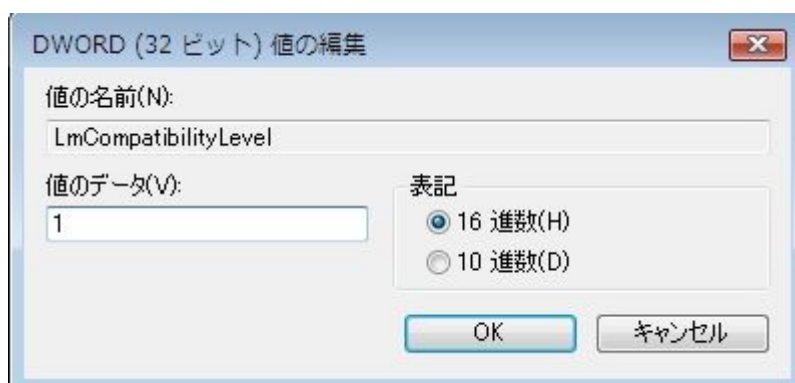 DWORD (32 ビット) 値の編集
値の名前(N):
LmCompatibilityLevel
値のデータ(V):
1
表記
16 進数(H)
10 進数(D)
OK
キャンセル